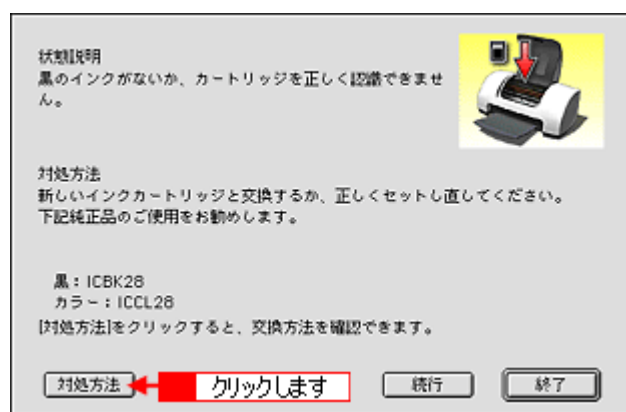 状態説明
黒のインクがないか、カートリッジを正しく認識できませ
ん。
対処方法
新しいインクカートリッジと交換するか、正しくセットし直してください。
下記純正品のご使用をお勧めします。
黒：ICBK28
カラー：ICCL28
[対処方法]をクリックすると、交換方法を確認できます。
対処方法 クリックします 続行 終了